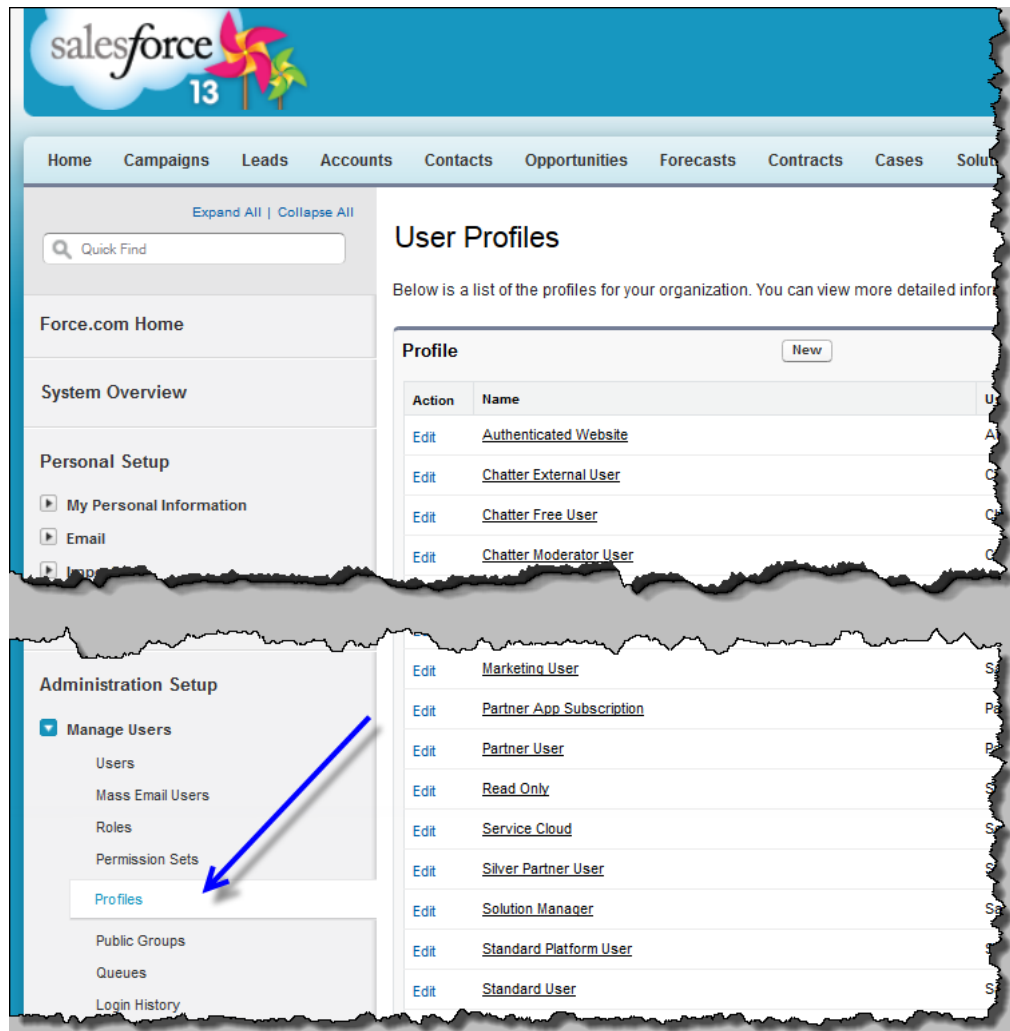 salesforce
13
Home Campaigns Leads Accounts Contacts Opportunities Forecasts Contracts Cases
Expand All | Collapse All
Quick Find
Force.com Home
System Overview
Personal Setup
My Personal Information
Email
User Profiles
Below is a list of the profiles for your organization. You can view more detailed
Profile New
Action Name
Edit Authenticated Website
Edit Chatter External User
Edit Chatter Free User
Edit Chatter Moderator User
Administration Setup
Manage Users
Users
Mass Email Users
Roles
Permission Sets
Profiles
Public Groups
Queues
Login History
Edit Marketing User
Edit Partner App Subscription
Edit Partner User
Edit Read Only
Edit Service Cloud
Edit Silver Partner User
Edit Solution Manager
Edit Standard Platform User
Edit Standard User